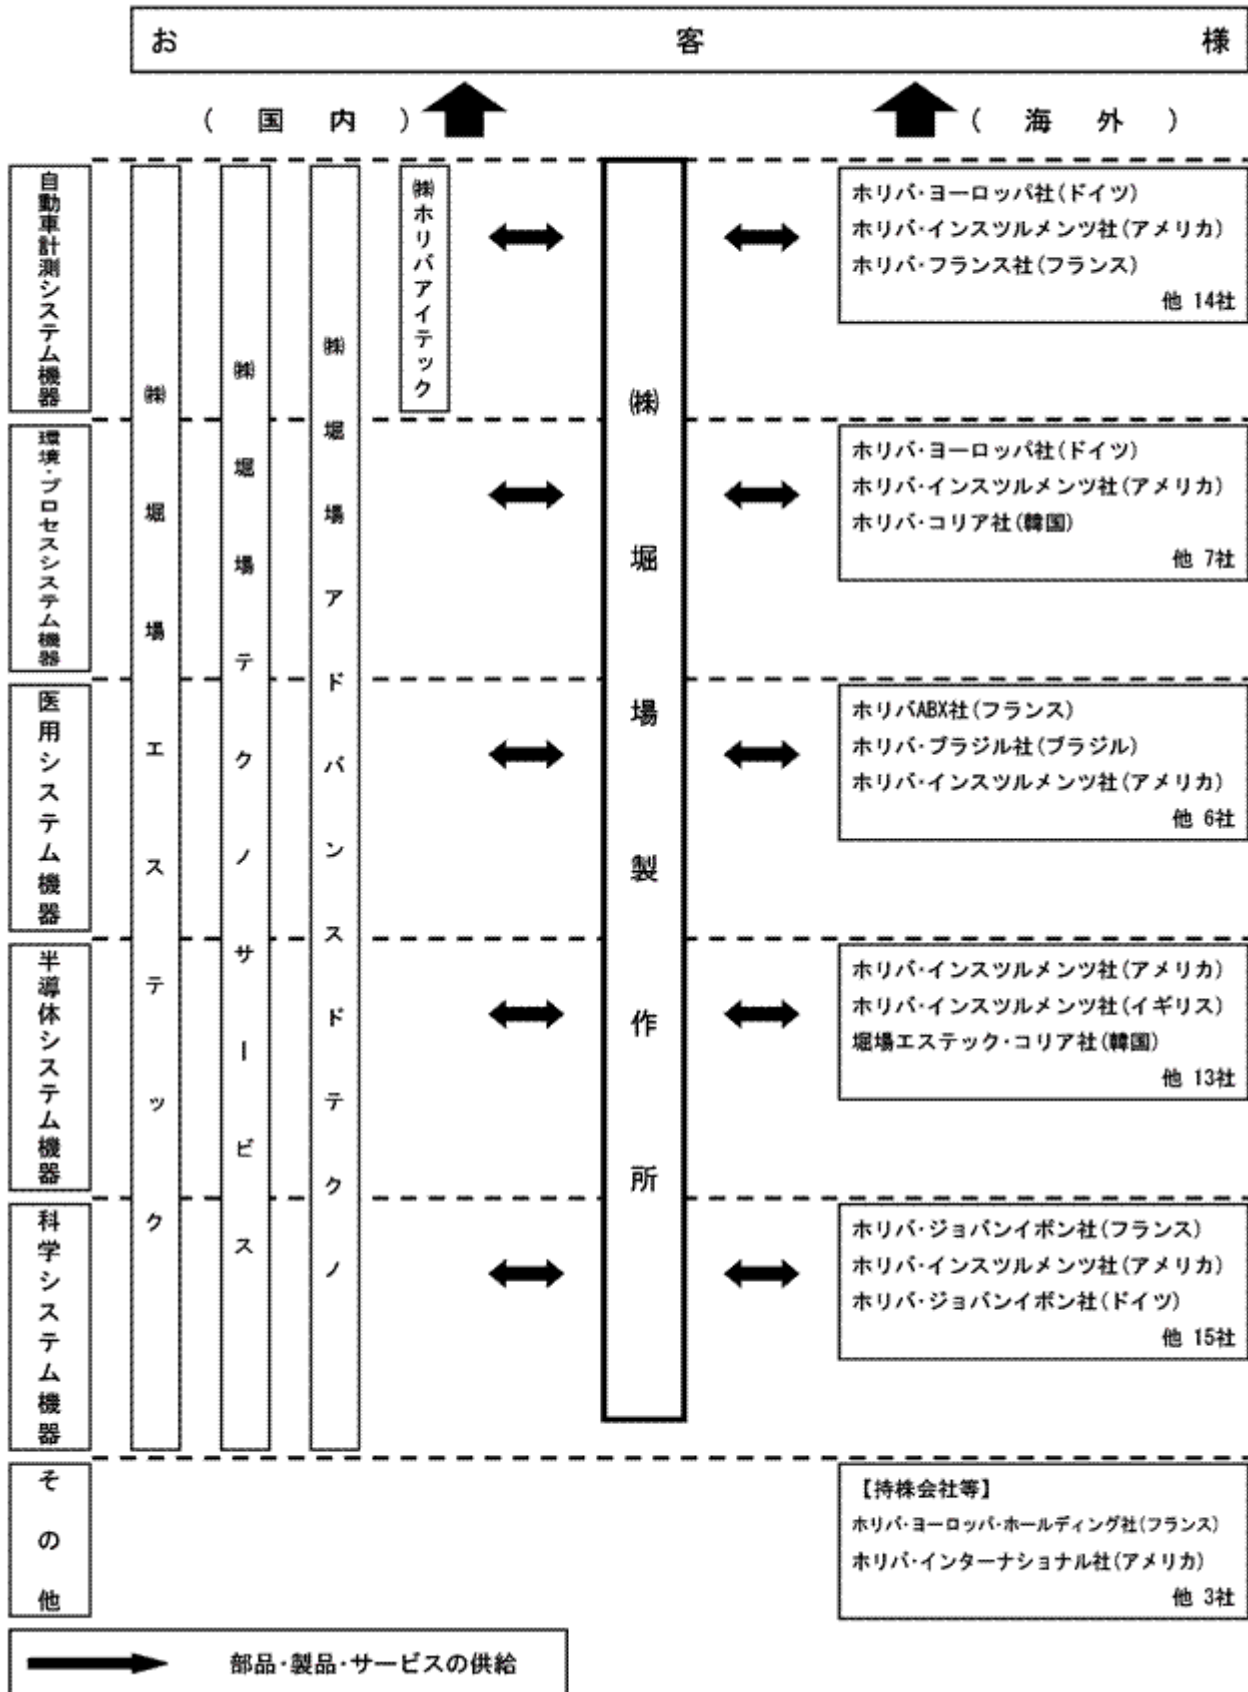 お客様
(国内)
(海外)
自動車計測システム機器
㈱堀場エステック
㈱堀場テクノサービス
㈱堀場アドバンスドテクノ
㈱ホリバアイテック
㈱堀場製作所
ホリバ・ヨーロッパ社(ドイツ)
ホリバ・インスツルメンツ社(アメリカ)
ホリバ・フランス社(フランス)
他 14社
環境・プロセスシステム機器
ホリバ・ヨーロッパ社(ドイツ)
ホリバ・インスツルメンツ社(アメリカ)
ホリバ・コリア社(韓国)
他 7社
医用システム機器
ホリバABX社(フランス)
ホリバ・ブラジル社(ブラジル)
ホリバ・インスツルメンツ社(アメリカ)
他 6社
半導体システム機器
ホリバ・インスツルメンツ社(アメリカ)
ホリバ・インスツルメンツ社(イギリス)
堀場エステック・コリア社(韓国)
他 13社
科学システム機器
ホリバ・ジョバンイボン社(フランス)
ホリバ・インスツルメンツ社(アメリカ)
ホリバ・ジョバンイボン社(ドイツ)
他 15社
その他
【持株会社等】
ホリバ・ヨーロッパ・ホールディング社(フランス)
ホリバ・インターナショナル社(アメリカ)
他 3社
部品・製品・サービスの供給